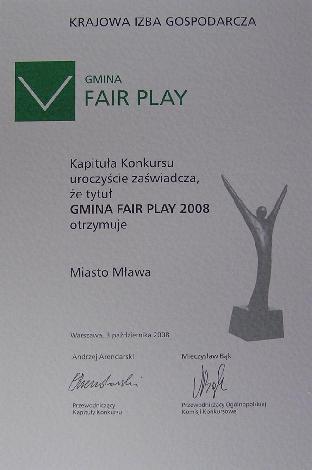 KRAJOWA IZBA GOSPODARCZA
GMINA
FAIR PLAY
Kapituła Konkursu
uroczyście zaświadcza,
że tytuł
GMINA FAIR PLAY 2008
otrzymuje
Miasto Mława
Warszawa, 3 października 2008
Andrzej Arendarski
Mieczysław Bąk
Przewodniczący
Kapituły Konkursu
Przewodniczący Ogólnopolskiej
Komisji Konkursowej